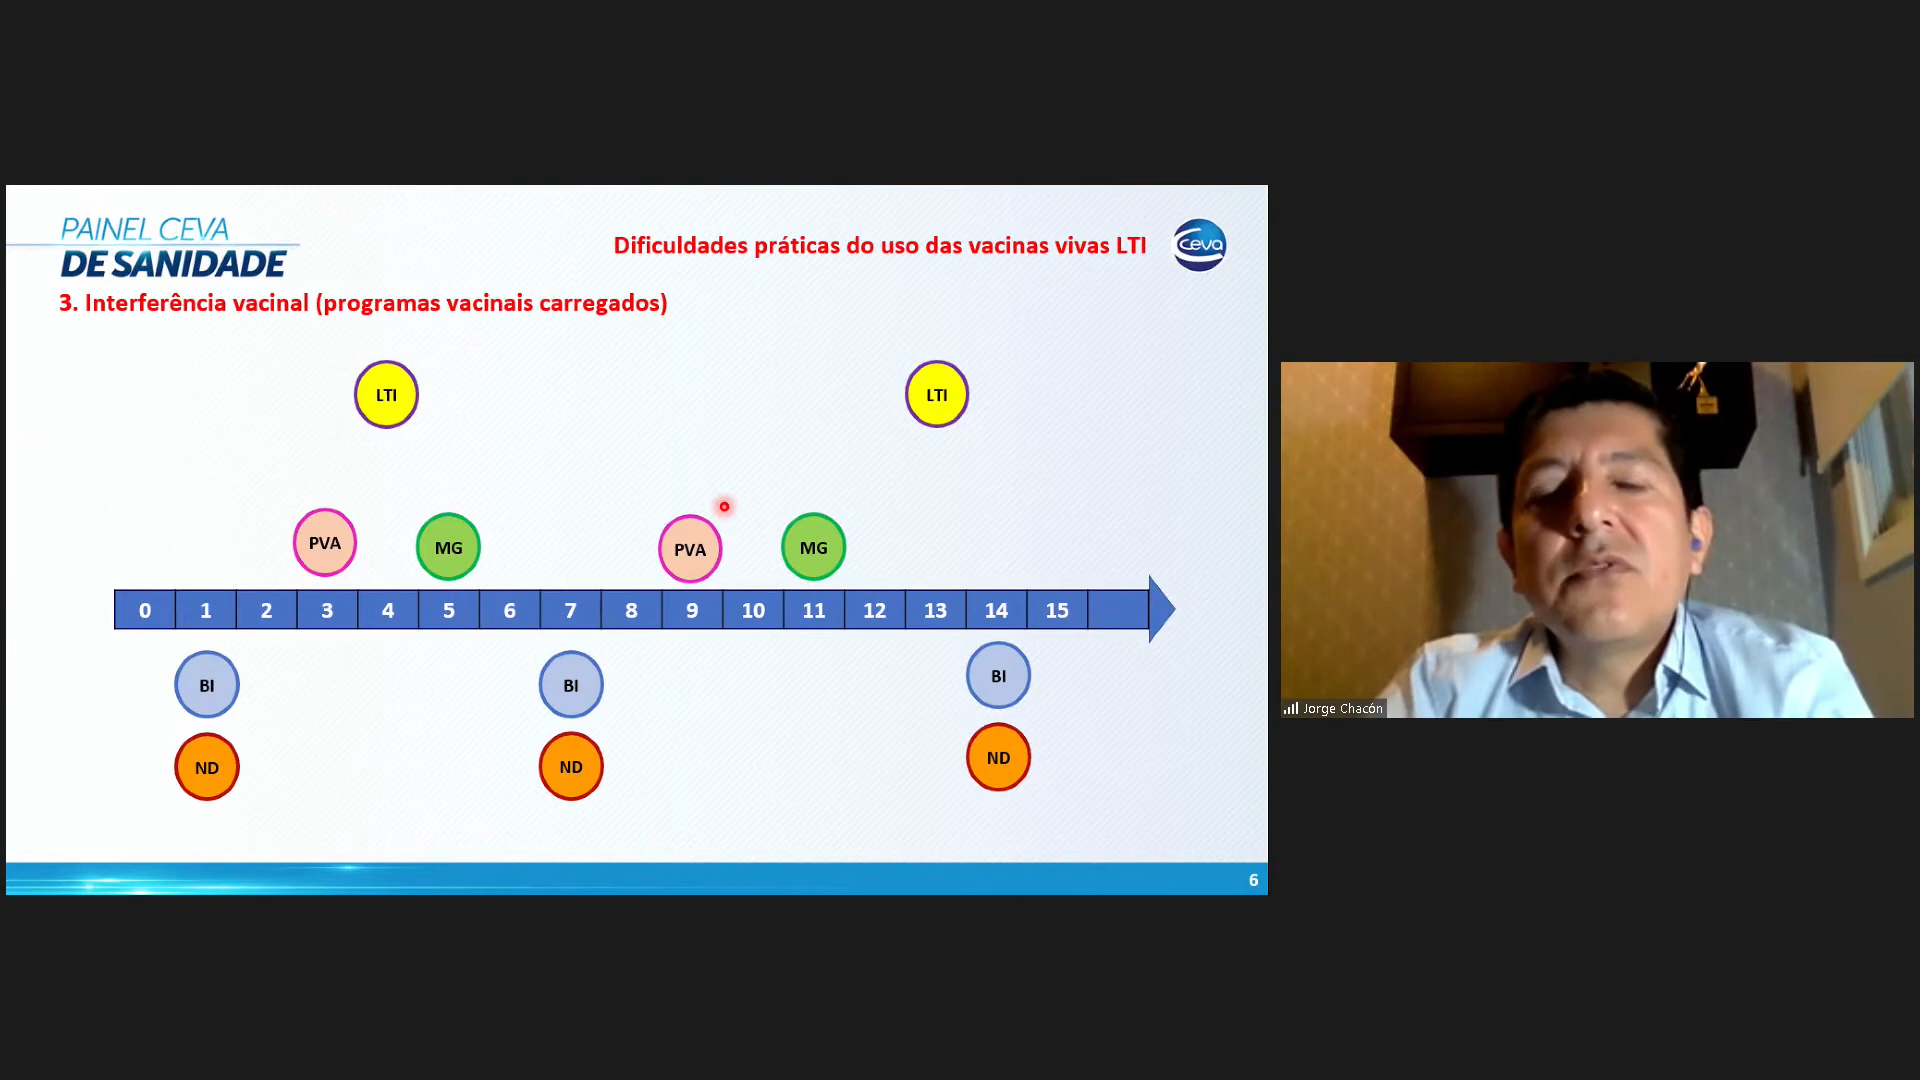 PAINEL CEVA
DE SANIDADE
Dificuldades práticas do uso das vacinas vivas LTI
Ceva
3. Interferência vacinal (programas vacinais carregados)
LTI
LTI
PVA
MG
PVA
MG
0 1 2 3 4 5 6 7 8 9 10 11 12 13 14 15
BI
BI
BI
ND
ND
ND
6
Jorge Chacón